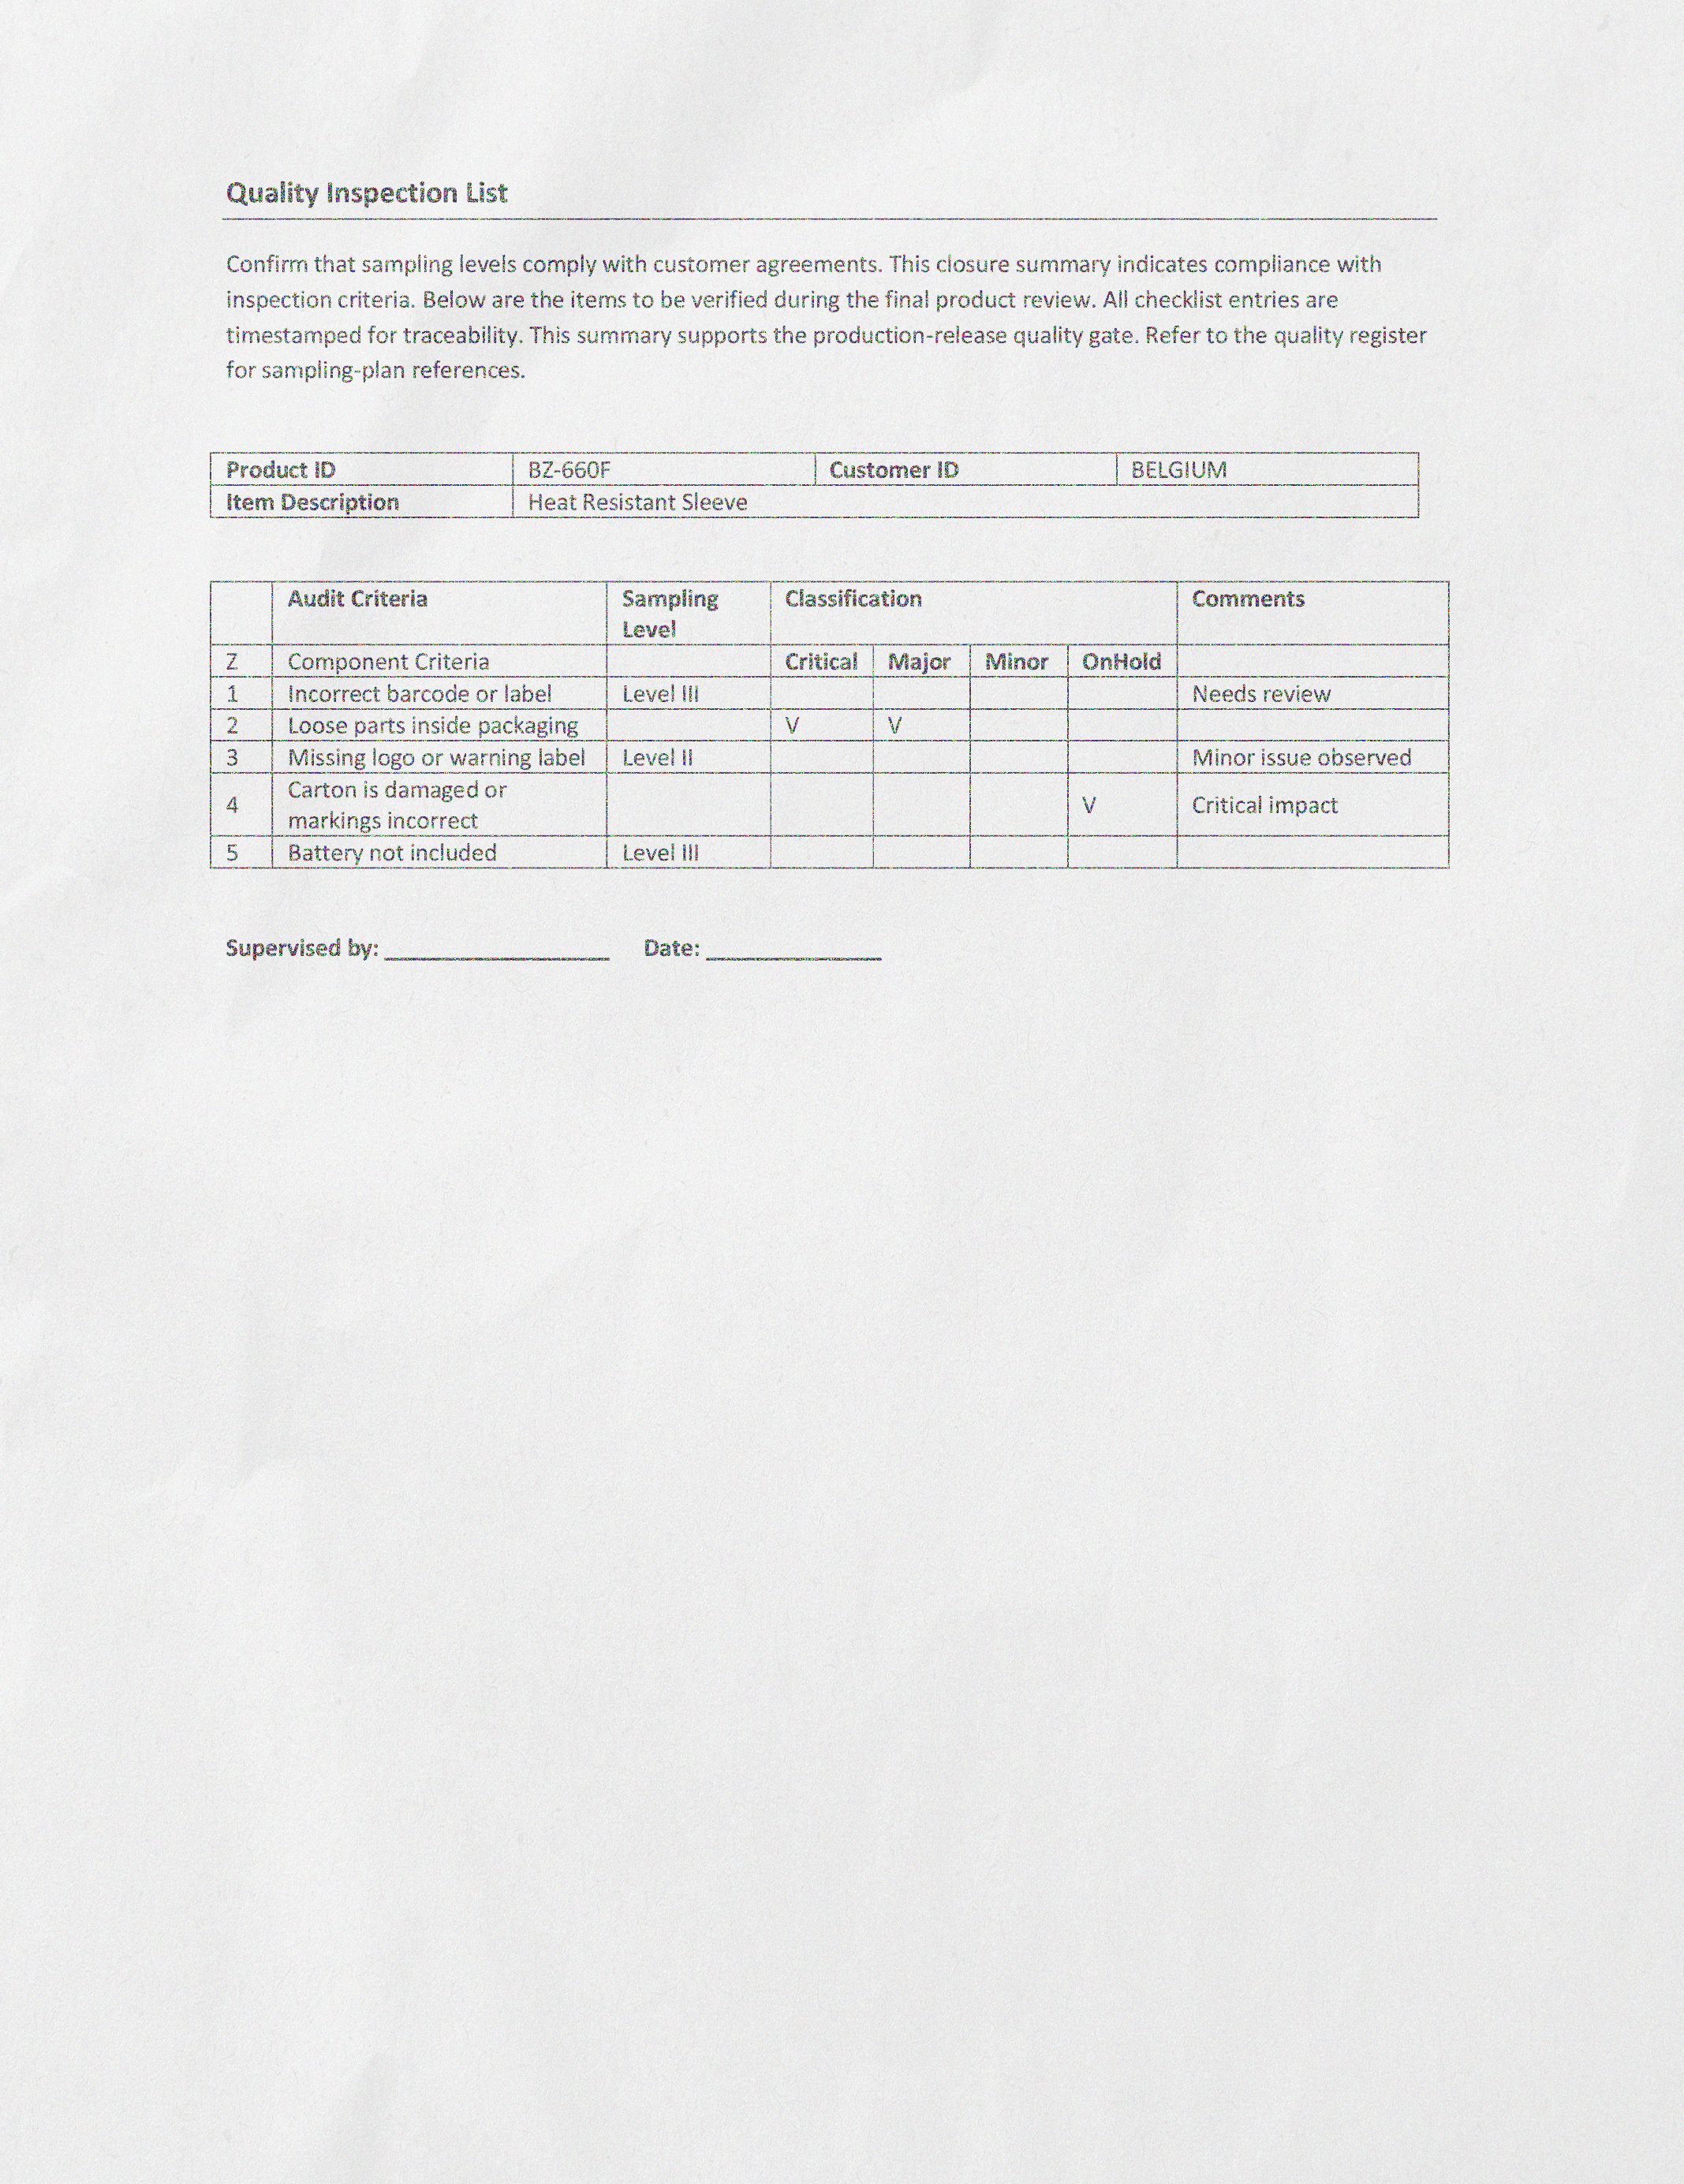 Quality Inspection List
Confirm that sampling levels comply with customer agreements. This closure summary indicates compliance with
inspection criteria. Below are the items to be verified during the final product review. All checklist entries are
timestamped for traceability. This summary supports the production-release quality gate. Refer to the quality register
for sampling-plan references.
Product ID BZ-660F Customer ID BELGIUM
Item Description Heat Resistant Sleeve
Audit Criteria Sampling Level Classification Comments
Z Component Criteria Critical Major Minor OnHold
1 Incorrect barcode or label Level III Needs review
2 Loose parts inside packaging V V
3 Missing logo or warning label Level II Minor issue observed
4 Carton is damaged or markings incorrect V Critical impact
5 Battery not included Level III
Supervised by: ____________________ Date: ________________